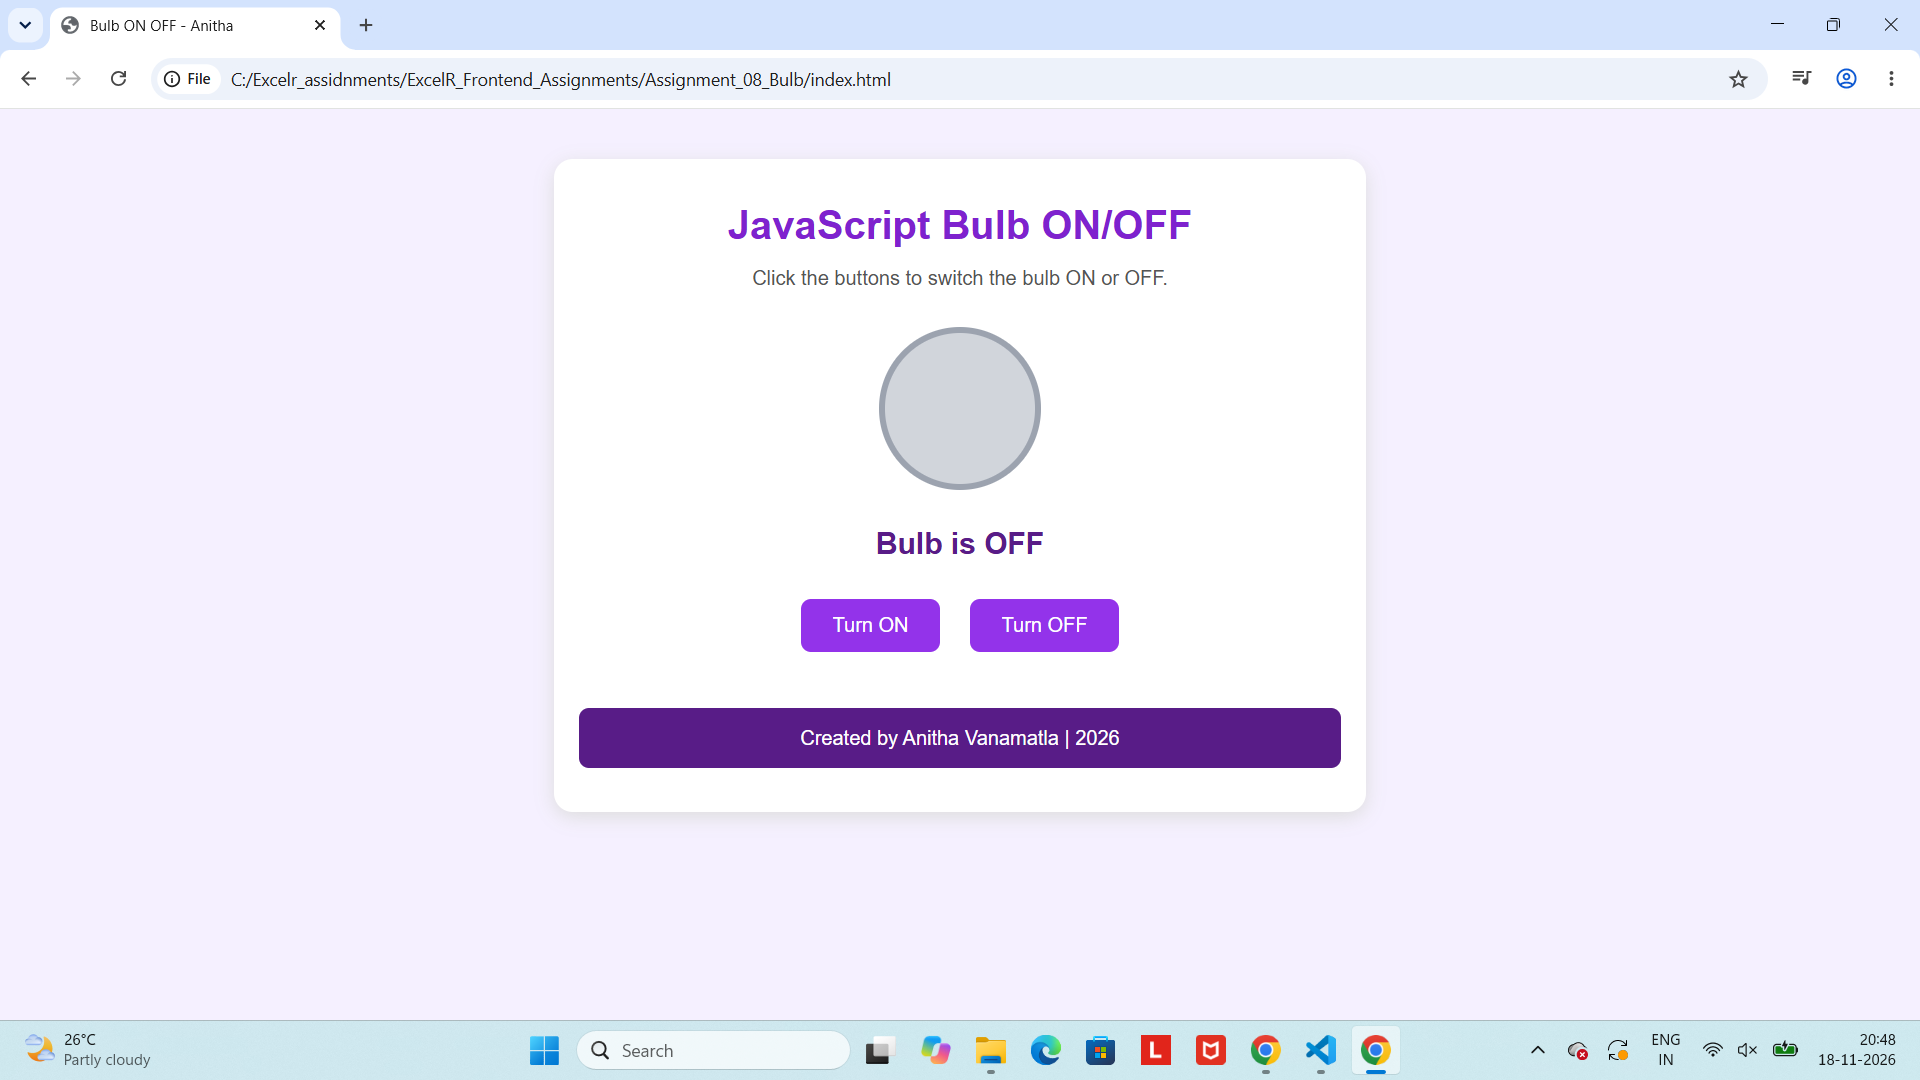 Bulb ON OFF - Anitha
File
C:/Excelr_assidnments/ExcelR_Frontend_Assignments/Assignment_08_Bulb/index.html
JavaScript Bulb ON/OFF
Click the buttons to switch the bulb ON or OFF.
Bulb is OFF
Turn ON
Turn OFF
Created by Anitha Vanamatla | 2026
26°C
Partly cloudy
Search
L
ENG
IN
20:48
18-11-2026